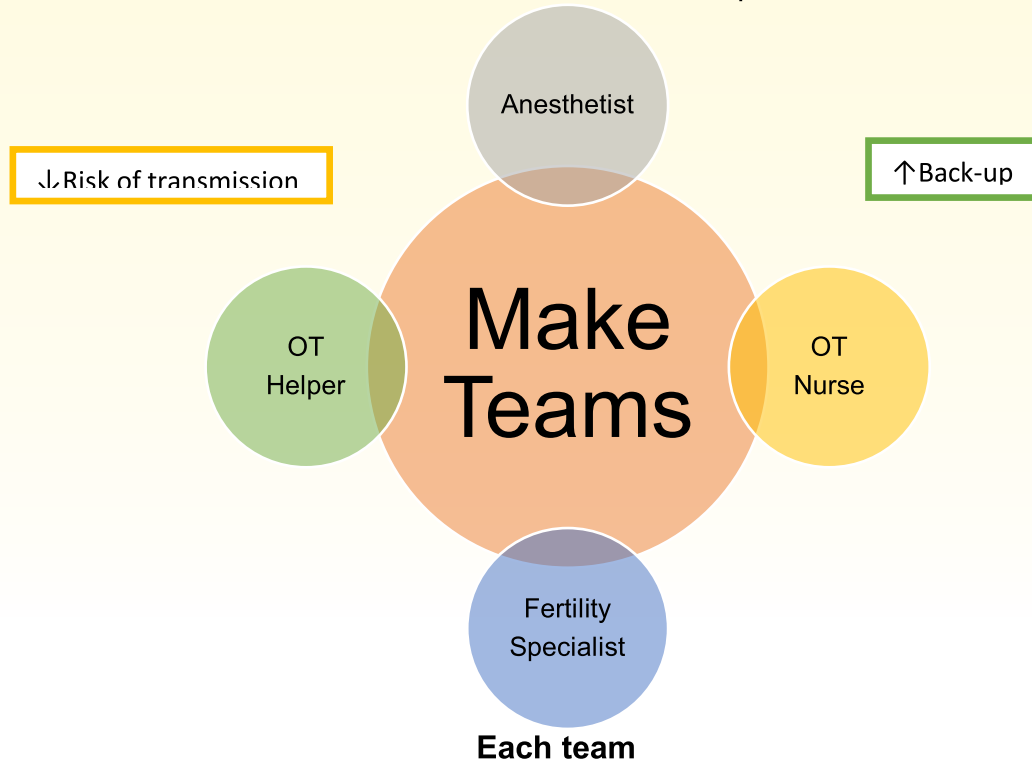 Anesthetist
↓Risk of transmission
↑Back-up
Make
Teams
OT
Helper
OT
Nurse
Fertility
Specialist
Each team